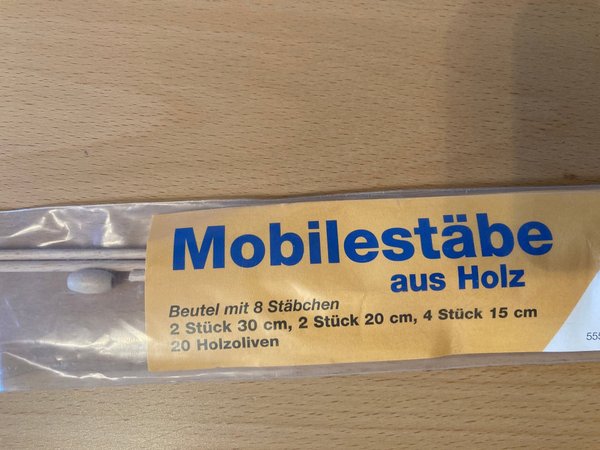 Mobilestäbe
aus Holz
Beutel mit 8 Stäbchen
2 Stück 30 cm, 2 Stück 20 cm, 4 Stück 15 cm
20 Holzoliven
555